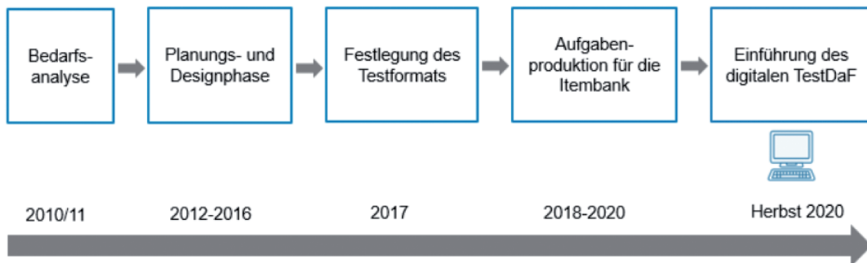 Bedarfs-
analyse
Planungs- und
Designphase
Festlegung des
Testformats
Aufgaben-
produktion für die
Itembank
Einführung des
digitalen TestDaF
2010/11
2012-2016
2017
2018-2020
Herbst 2020